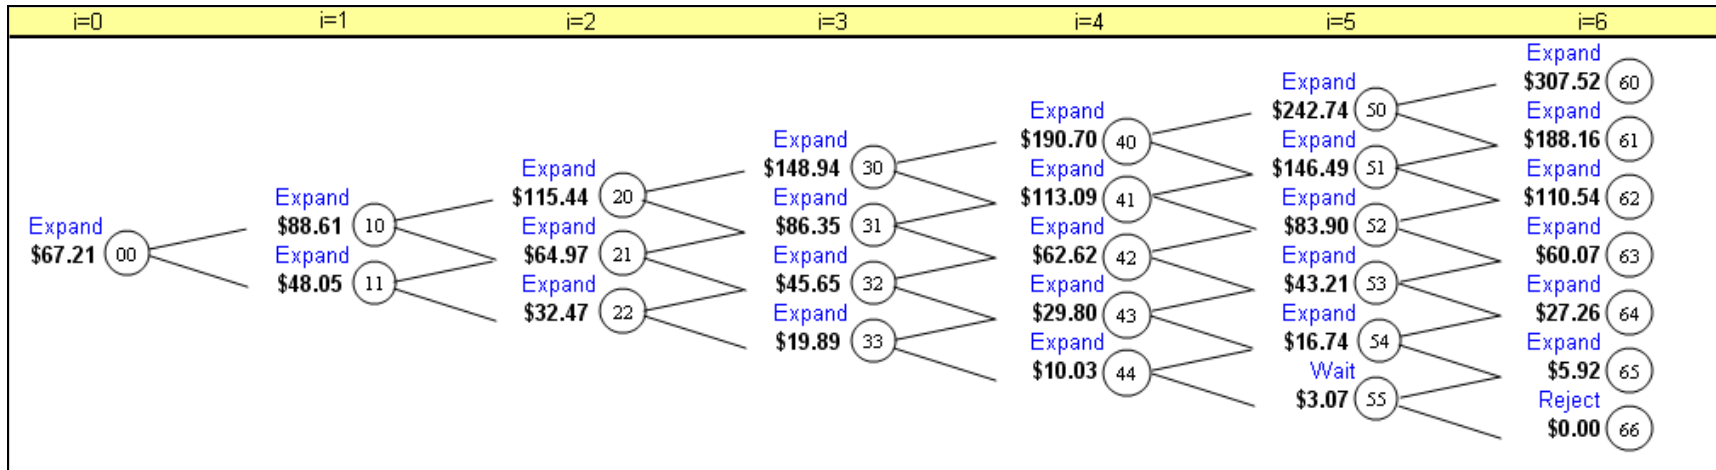 i=0 i=1 i=2 i=3 i=4 i=5 i=6
Expand
$307.52 60
Expand
$242.74 50
Expand
$188.16 61
Expand
$190.70 40
Expand
$146.49 51
Expand
$110.54 62
Expand
$148.94 30
Expand
$113.09 41
Expand
$83.90 52
Expand
$60.07 63
Expand
$115.44 20
Expand
$86.35 31
Expand
$62.62 42
Expand
$43.21 53
Expand
$27.26 64
Expand
$88.61 10
Expand
$64.97 21
Expand
$45.65 32
Expand
$29.80 43
Expand
$16.74 54
Expand
$5.92 65
Expand
$67.21 00
Expand
$48.05 11
Expand
$32.47 22
Expand
$19.89 33
Expand
$10.03 44
Wait
$3.07 55
Reject
$0.00 66